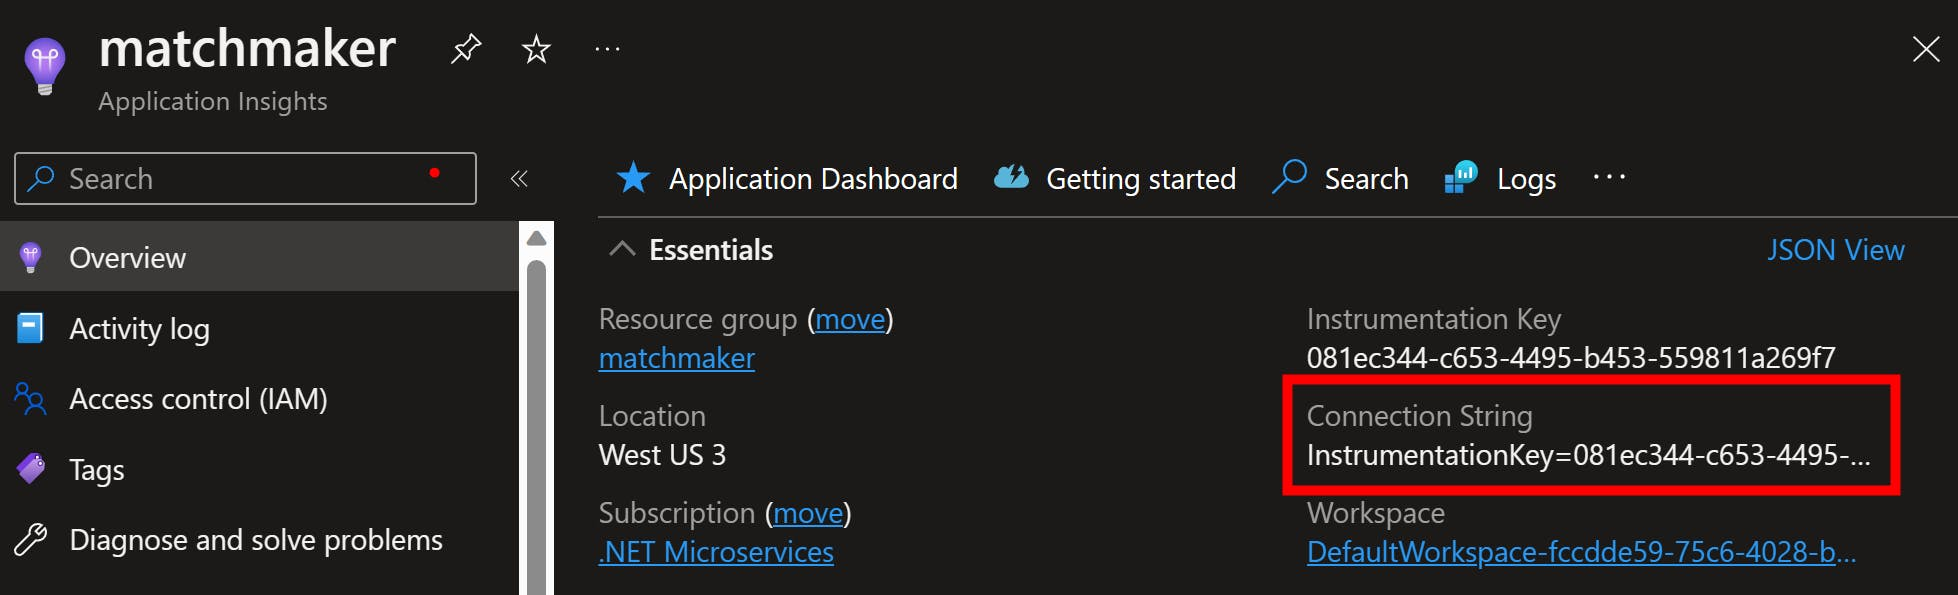 matchmaker
Application Insights
Search
Application Dashboard Getting started Search Logs
Overview
Activity log
Access control (IAM)
Tags
Diagnose and solve problems
Essentials
JSON View
Resource group (move)
matchmaker
Location
West US 3
Subscription (move)
.NET Microservices
Instrumentation Key
081ec344-c653-4495-b453-559811a269f7
Connection String
InstrumentationKey=081ec344-c653-4495-...
Workspace
DefaultWorkspace-fccdde59-75c6-4028-b...